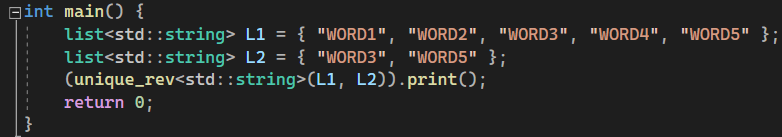 int main() {
list<std::string> L1 = { "WORD1", "WORD2", "WORD3", "WORD4", "WORD5" };
list<std::string> L2 = { "WORD3", "WORD5" };
(unique_rev<std::string>(L1, L2)).print();
return 0;
}